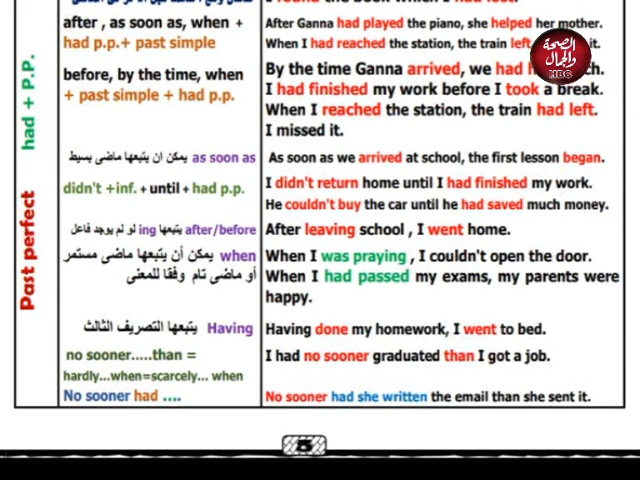 had + P.P.
Past perfect
after , as soon as, when +
had p.p.+ past simple
After Ganna had played the piano, she helped her mother.
When I had reached the station, the train left
before, by the time, when
+ past simple + had p.p.
By the time Ganna arrived, we had
I had finished my work before I took a break.
When I reached the station, the train had left.
I missed it.
as soon as يمكن ان يتبعها ماضى بسيط
As soon as we arrived at school, the first lesson began.
didn't +inf. + until + had p.p.
I didn't return home until I had finished my work.
He couldn't buy the car until he had saved much money.
after/before يتبعها ing لو لم يوجد فاعل
After leaving school , I went home.
when يمكن أن يتبعها ماضى مستمر
أو ماضى تام وفقا للمعنى
When I was praying , I couldn't open the door.
When I had passed my exams, my parents were
happy.
Having يتبعها التصريف الثالث
Having done my homework, I went to bed.
no sooner.....than =
hardly...when=scarcely... when
I had no sooner graduated than I got a job.
No sooner had ....
No sooner had she written the email than she sent it.
5
الصحة
والجمال
HBC